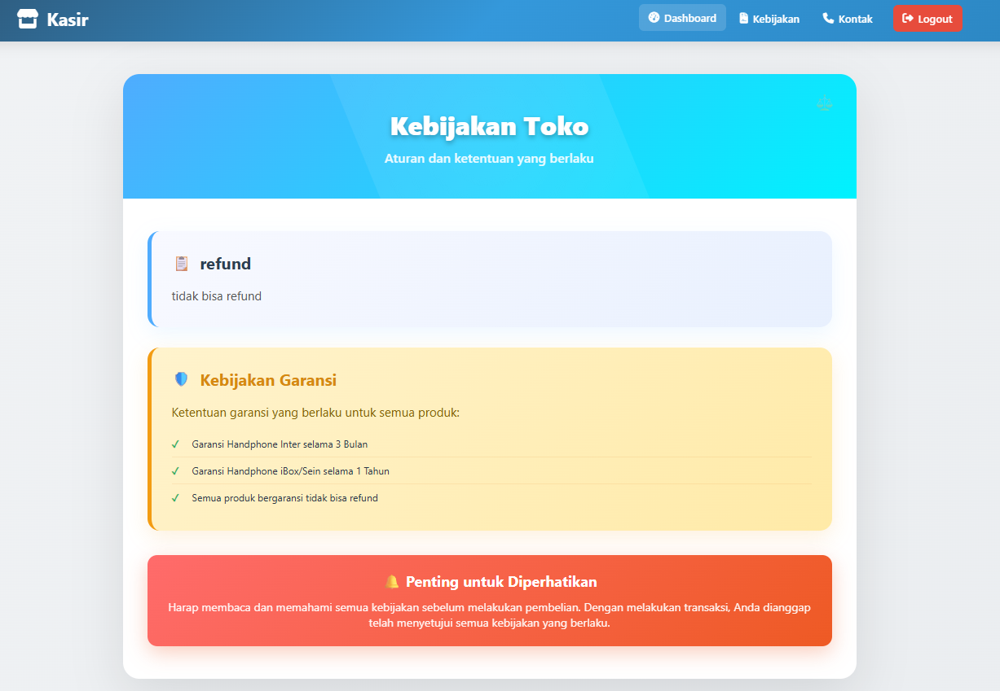 Kasir
Dashboard
Kebijakan
Kontak
Logout
Kebijakan Toko
Aturan dan ketentuan yang berlaku
refund
tidak bisa refund
Kebijakan Garansi
Ketentuan garansi yang berlaku untuk semua produk:
Garansi Handphone Inter selama 3 Bulan
Garansi Handphone iBox/Sein selama 1 Tahun
Semua produk bergaransi tidak bisa refund
Penting untuk Diperhatikan
Harap membaca dan memahami semua kebijakan sebelum melakukan pembelian. Dengan melakukan transaksi, Anda dianggap
telah menyetujui semua kebijakan yang berlaku.